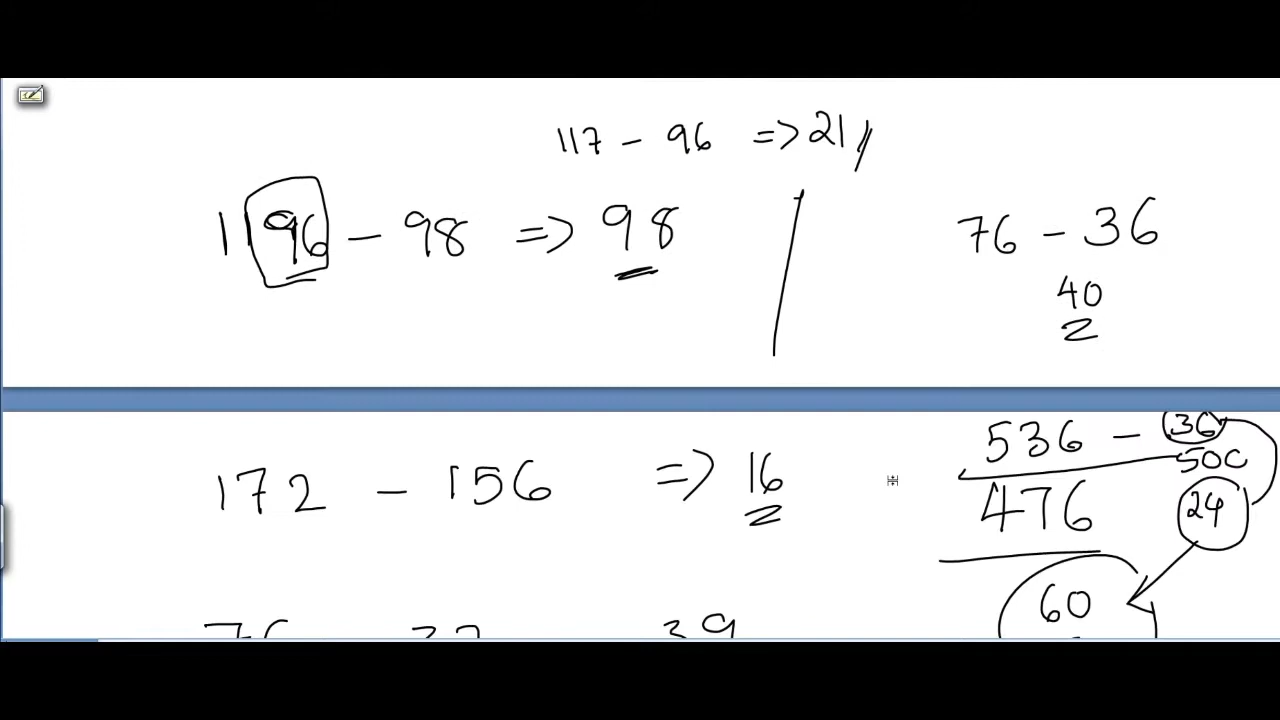 117 - 96 => 21
1196 - 98 => 98
76 - 36
40
172 - 156 => 16
536 - 36
500
476
24
60